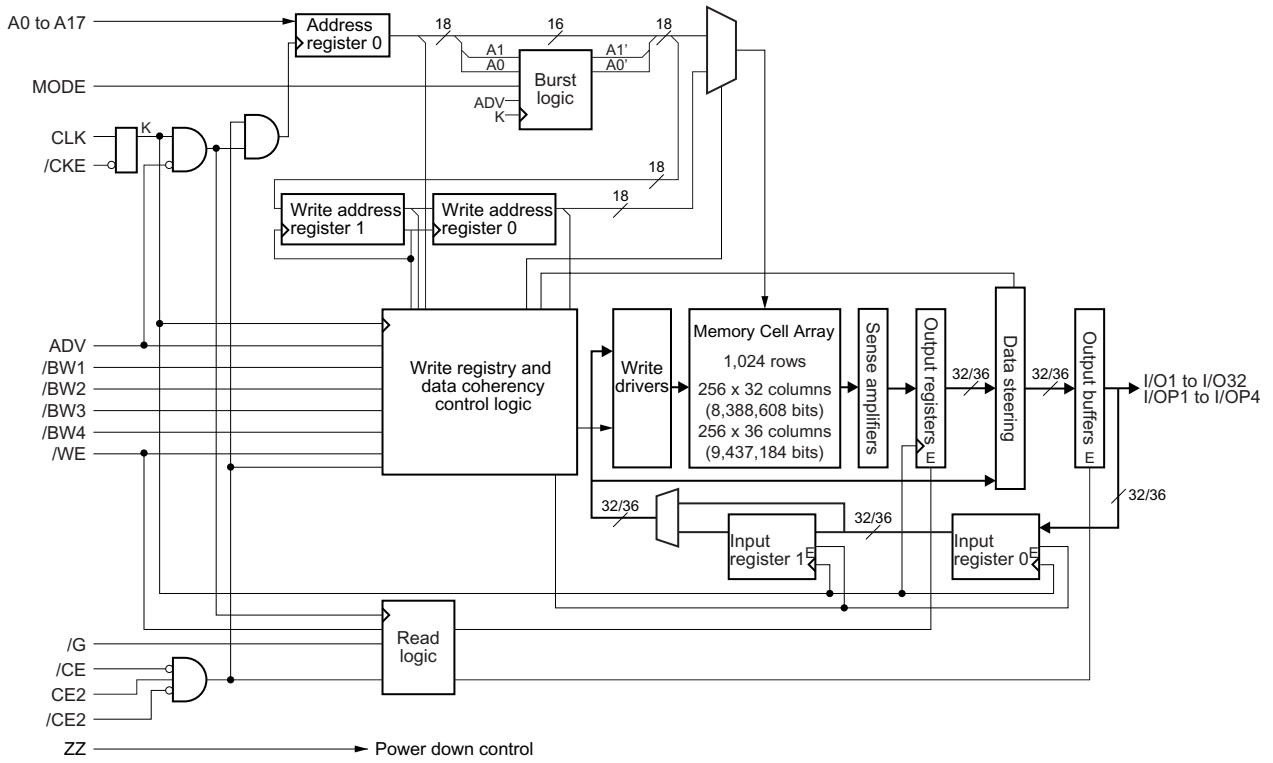 A0 to A17
Address
register 0
18
16
18
A1
A0
A1'
A0'
Burst
logic
MODE
ADV
K
CLK
K
/CKE
18
18
Write address
register 1
Write address
register 0
ADV
/BW1
/BW2
/BW3
/BW4
/WE
Write registry and
data coherency
control logic
Write
drivers
Memory Cell Array
1,024 rows
256 x 32 columns
(8,388,608 bits)
256 x 36 columns
(9,437,184 bits)
Sense amplifiers
Output registers
E
32/36
Data steering
32/36
Output buffers
E
I/O1 to I/O32
I/OP1 to I/OP4
32/36
32/36
32/36
Input
register 1
E
Input
register 0
E
/G
/CE
CE2
/CE2
Read
logic
ZZ
Power down control